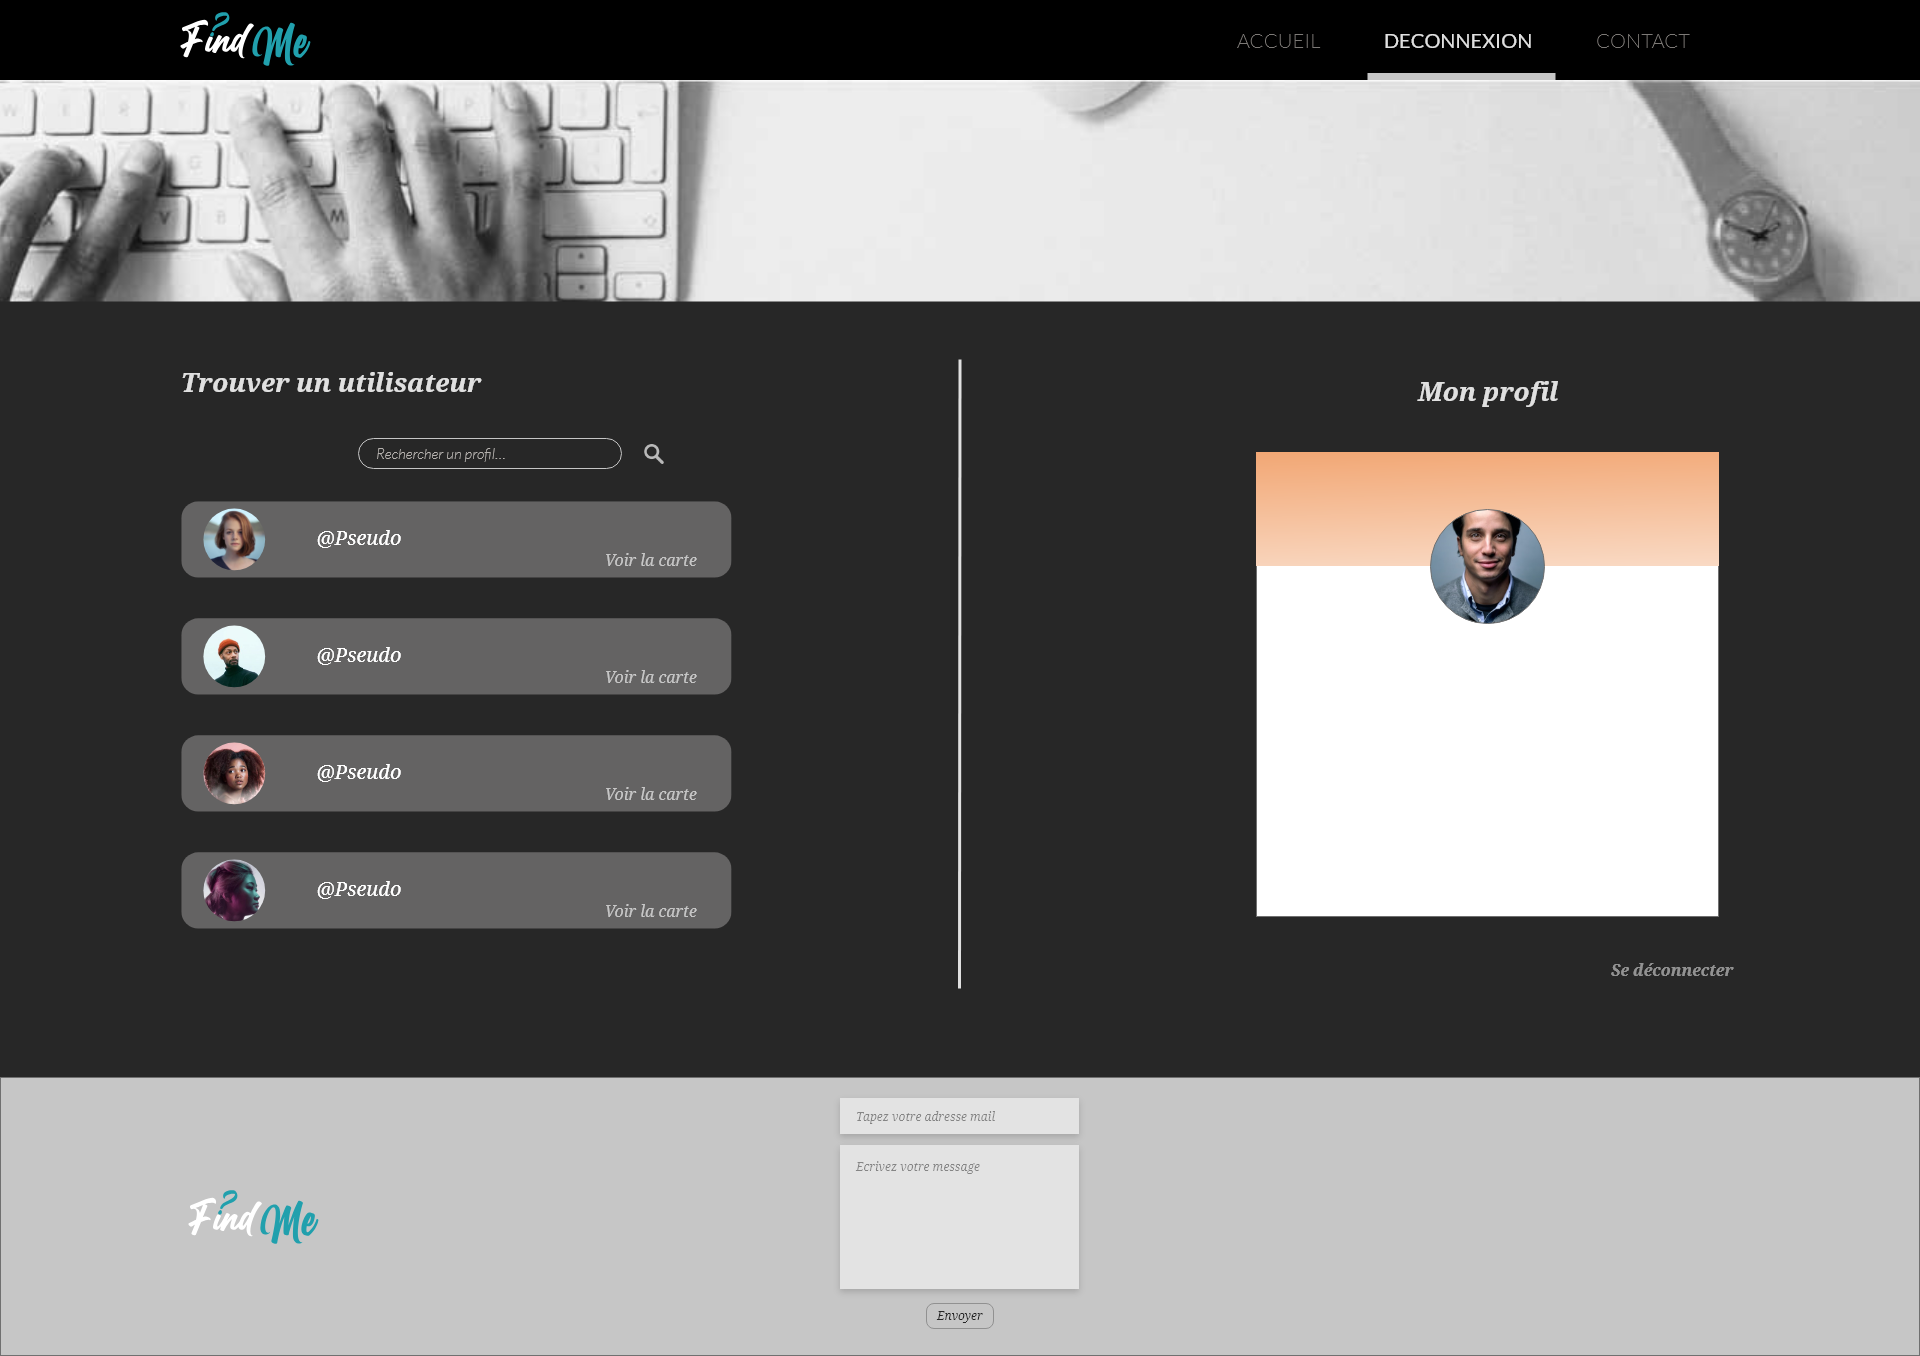 Find Me
ACCUEIL
DECONNEXION
CONTACT
W E R T P
G
X V B M
Trouver un utilisateur
Mon profil
Rechercher un profil...
@Pseudo
Voir la carte
@Pseudo
Voir la carte
@Pseudo
Voir la carte
@Pseudo
Voir la carte
Se déconnecter
Tapez votre adresse mail
Ecrivez votre message
Find Me
Envoyer